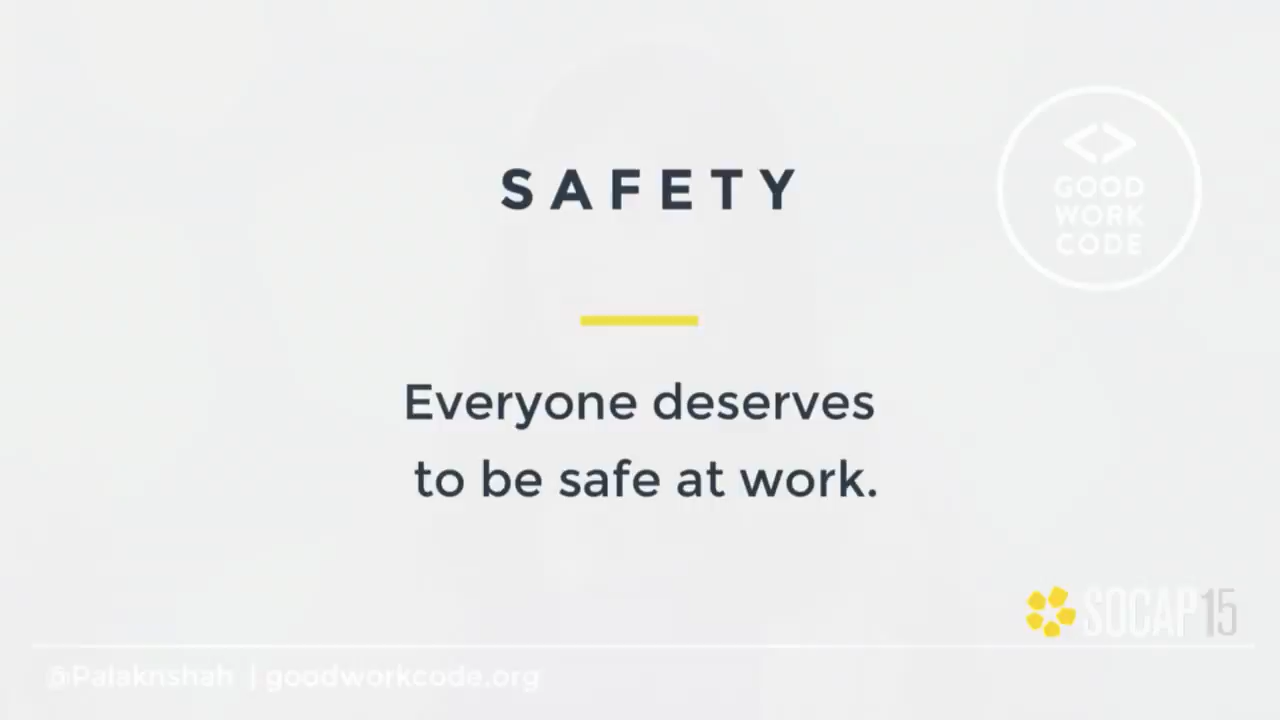 SAFETY
<>
GOOD
WORK
CODE
Everyone deserves
to be safe at work.
SOCAP15
@Palaknshah | goodworkcode.org